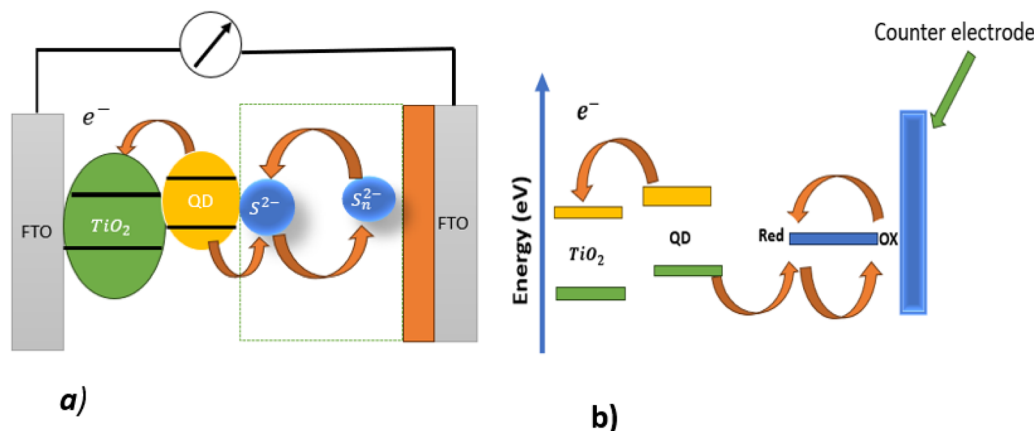 e⁻
FTO
TiO₂
QD
S²⁻
Sₙ²⁻
FTO
a)
Counter electrode
Energy (eV)
e⁻
TiO₂
QD
Red
OX
b)